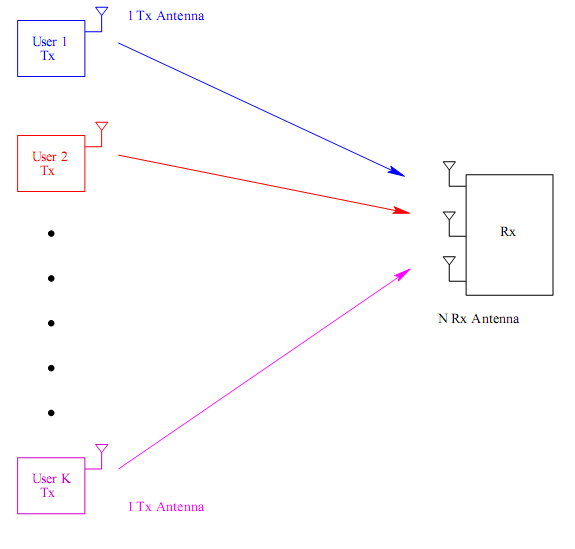 1 Tx Antenna
User 1
Tx
User 2
Tx
Rx
N Rx Antenna
User K
Tx
1 Tx Antenna